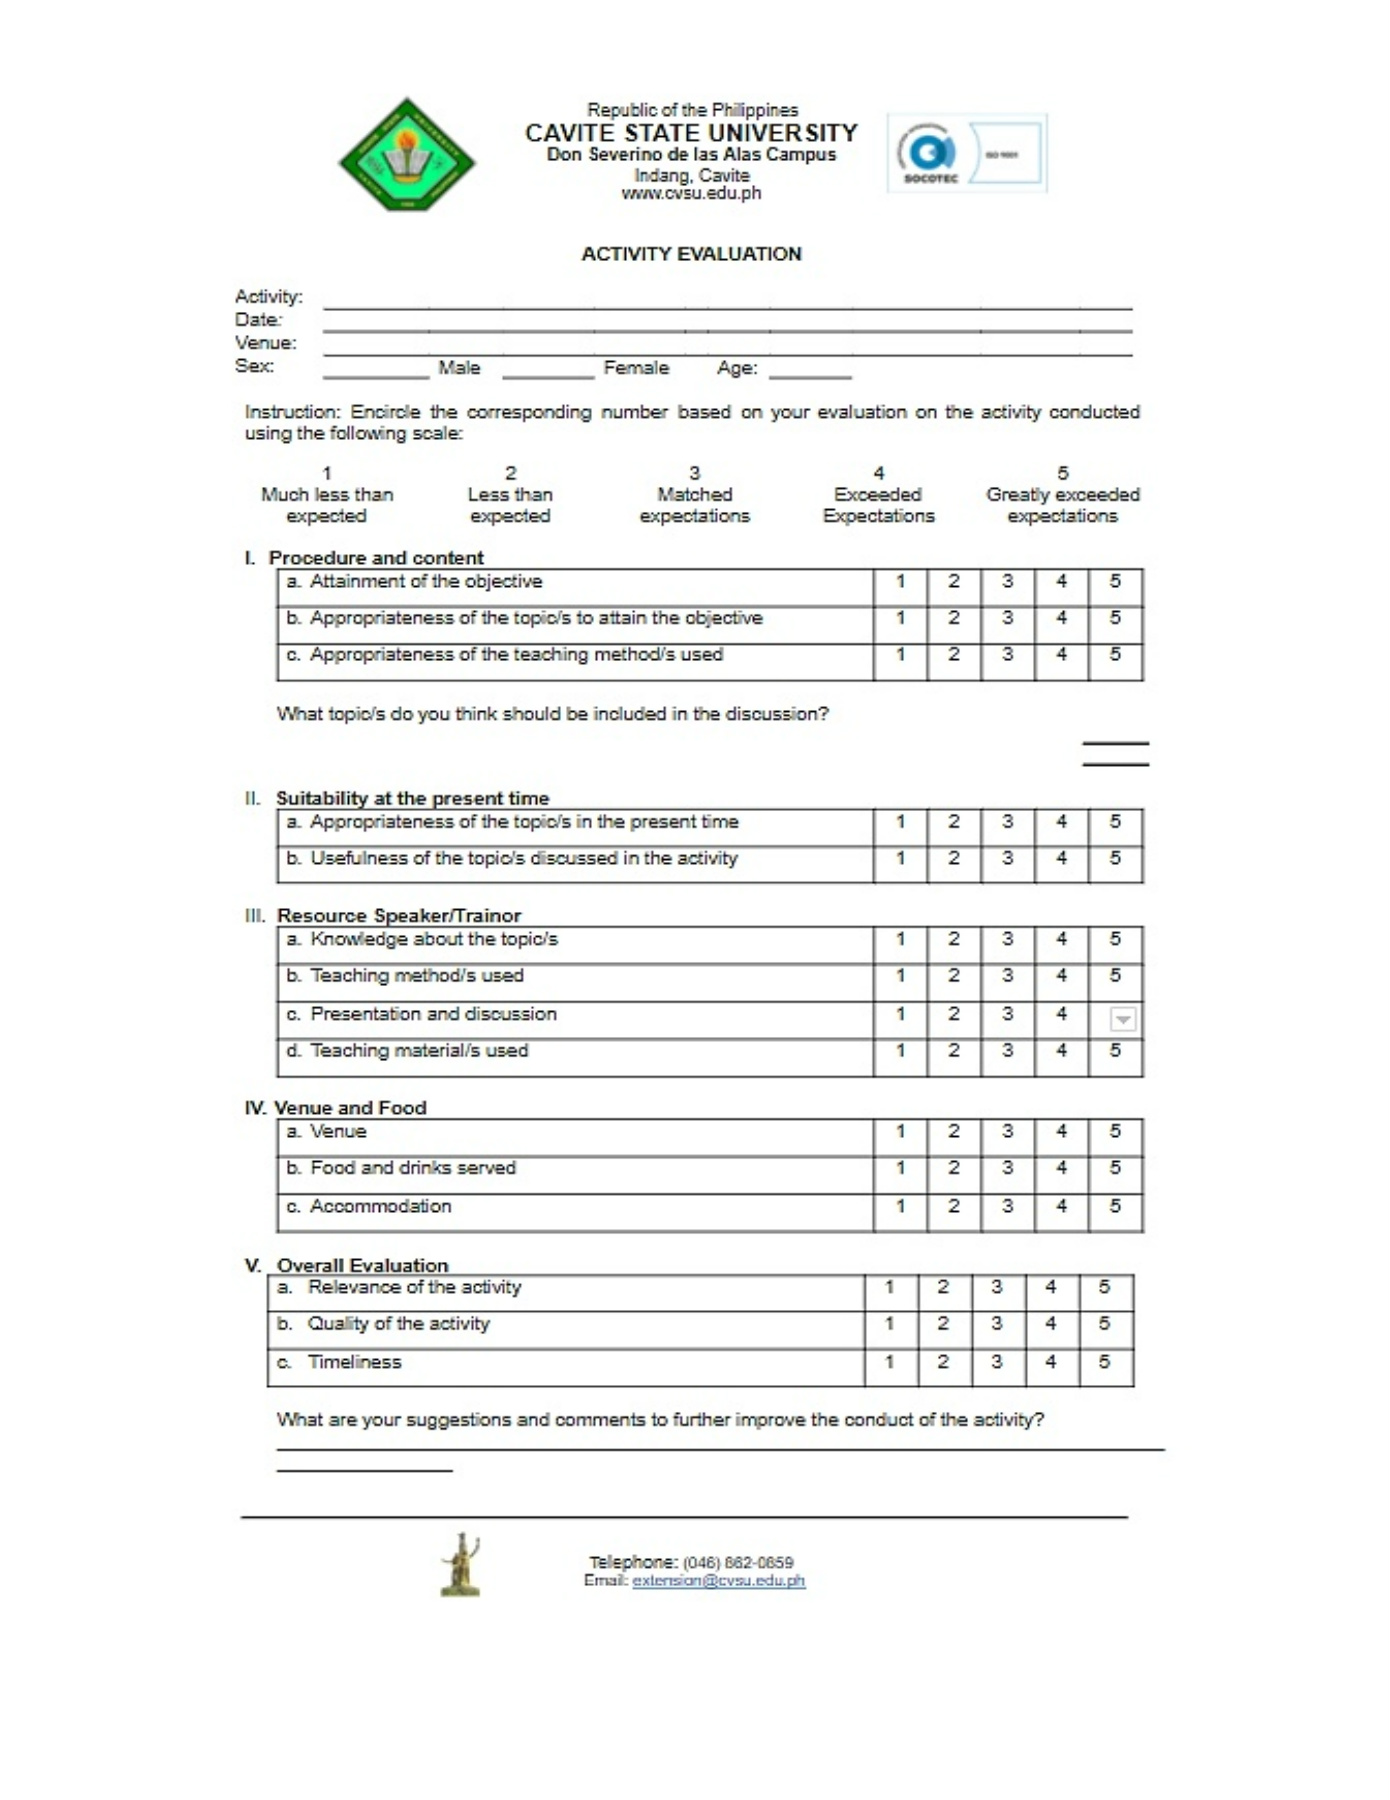 Republic of the Philippines
CAVITE STATE UNIVERSITY
Don Severino de las Alas Campus
Indang, Cavite
www.cvsu.edu.ph
SOCOTEC
ISO 9001
ACTIVITY EVALUATION
Activity:
Date:
Venue:
Sex: Male Female Age:
Instruction: Encircle the corresponding number based on your evaluation on the activity conducted
using the following scale:
1 2 3 4 5
Much less than Less than Matched Exceeded Greatly exceeded
expected expected expectations Expectations expectations
I. Procedure and content
a. Attainment of the objective 1 2 3 4 5
b. Appropriateness of the topic/s to attain the objective 1 2 3 4 5
c. Appropriateness of the teaching method/s used 1 2 3 4 5
What topic/s do you think should be included in the discussion?
II. Suitability at the present time
a. Appropriateness of the topic/s in the present time 1 2 3 4 5
b. Usefulness of the topic/s discussed in the activity 1 2 3 4 5
III. Resource Speaker/Trainor
a. Knowledge about the topic/s 1 2 3 4 5
b. Teaching method/s used 1 2 3 4 5
c. Presentation and discussion 1 2 3 4
d. Teaching material/s used 1 2 3 4 5
IV. Venue and Food
a. Venue 1 2 3 4 5
b. Food and drinks served 1 2 3 4 5
c. Accommodation 1 2 3 4 5
V. Overall Evaluation
a. Relevance of the activity 1 2 3 4 5
b. Quality of the activity 1 2 3 4 5
c. Timeliness 1 2 3 4 5
What are your suggestions and comments to further improve the conduct of the activity?
Telephone: (046) 862-0859
Email: extension@cvsu.edu.ph